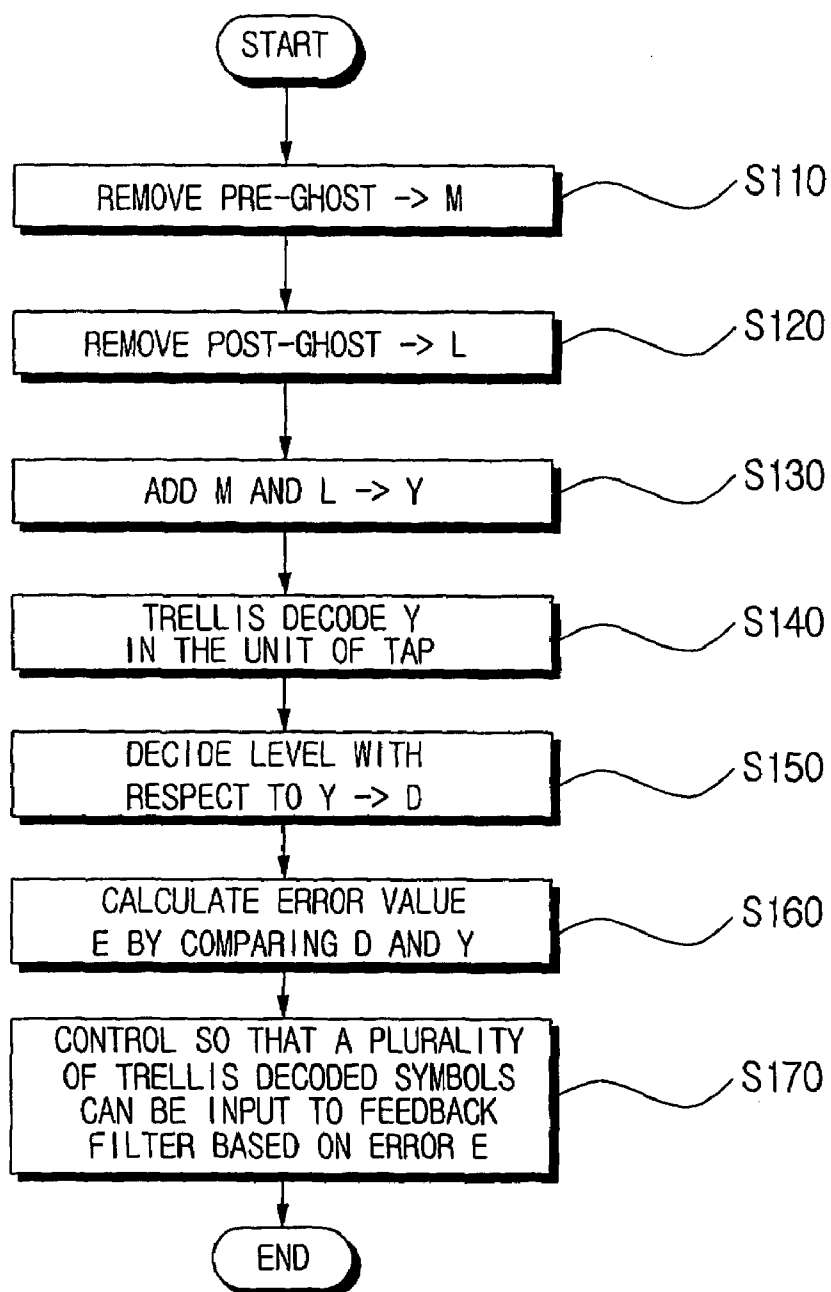 START
REMOVE PRE-GHOST -> M
S110
REMOVE POST-GHOST -> L
S120
ADD M AND L -> Y
S130
TRELLIS DECODE Y
IN THE UNIT OF TAP
S140
DECIDE LEVEL WITH
RESPECT TO Y -> D
S150
CALCULATE ERROR VALUE
E BY COMPARING D AND Y
S160
CONTROL SO THAT A PLURALITY
OF TRELLIS DECODED SYMBOLS
CAN BE INPUT TO FEEDBACK
FILTER BASED ON ERROR E
S170
END